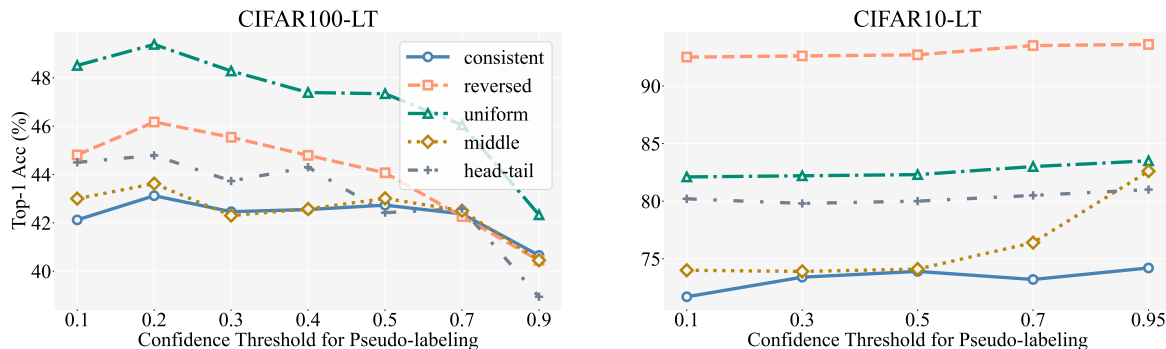 CIFAR100-LT
Top-1 Acc (%)
48
46
44
42
40
consistent
reversed
uniform
middle
head-tail
0.1 0.2 0.3 0.4 0.5 0.7 0.9
Confidence Threshold for Pseudo-labeling
CIFAR10-LT
90
85
80
75
0.1 0.3 0.5 0.7 0.95
Confidence Threshold for Pseudo-labeling